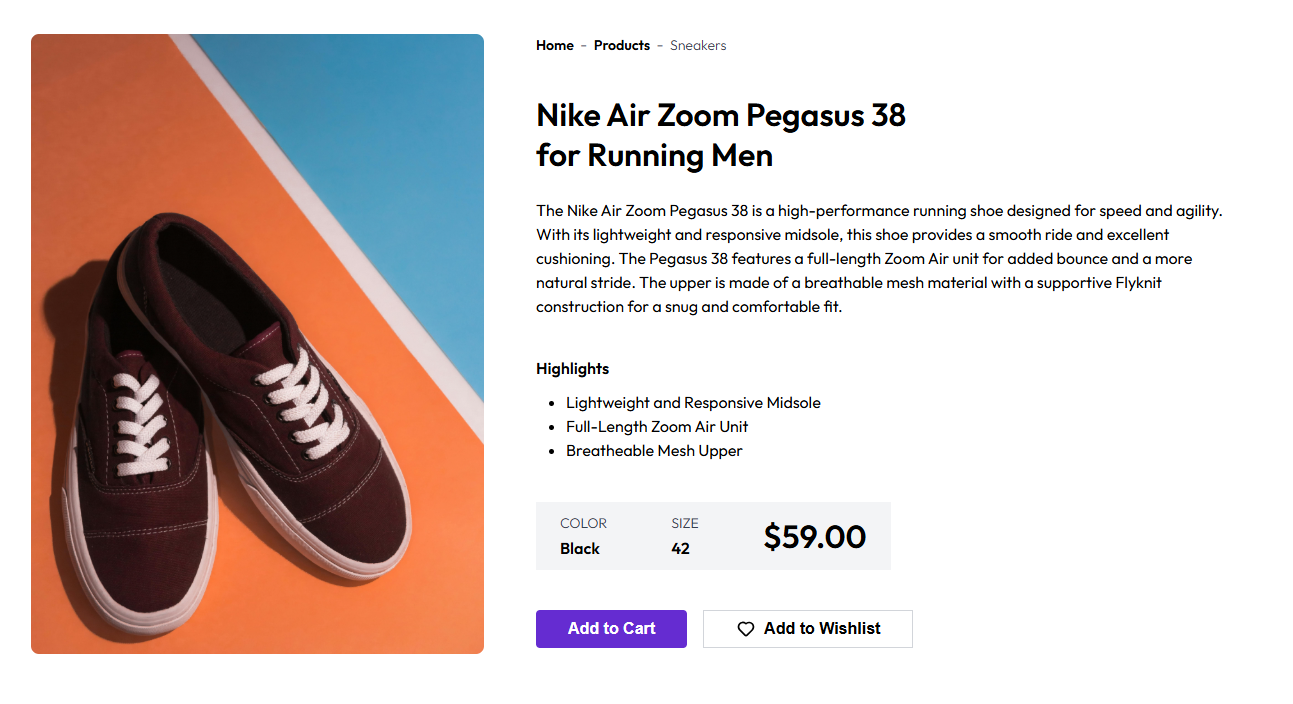 Home - Products - Sneakers
Nike Air Zoom Pegasus 38
for Running Men
The Nike Air Zoom Pegasus 38 is a high-performance running shoe designed for speed and agility.
With its lightweight and responsive midsole, this shoe provides a smooth ride and excellent
cushioning. The Pegasus 38 features a full-length Zoom Air unit for added bounce and a more
natural stride. The upper is made of a breathable mesh material with a supportive Flyknit
construction for a snug and comfortable fit.
Highlights
• Lightweight and Responsive Midsole
• Full-Length Zoom Air Unit
• Breatheable Mesh Upper
COLOR SIZE
$59.00
Black 42
Add to Cart Add to Wishlist